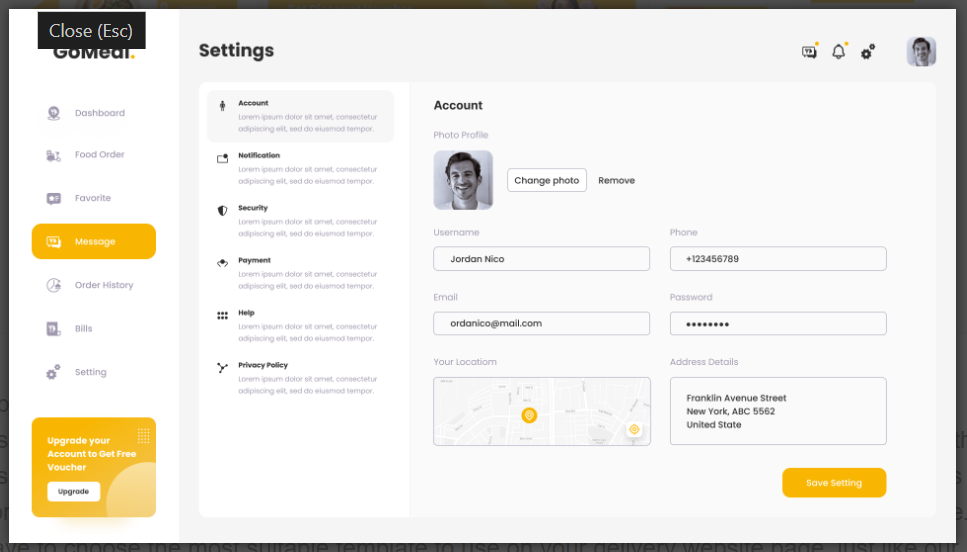 Close (Esc)
GoMeal.
Settings
Dashboard
Food Order
Favorite
Message
Order History
Bills
Setting
Upgrade your
Account to Get Free
Voucher
Upgrade
Account
Lorem ipsum dolor sit amet, consectetur
adipiscing elit, sed do eiusmod tempor.
Notification
Lorem ipsum dolor sit amet, consectetur
adipiscing elit, sed do eiusmod tempor.
Security
Lorem ipsum dolor sit amet, consectetur
adipiscing elit, sed do eiusmod tempor.
Payment
Lorem ipsum dolor sit amet, consectetur
adipiscing elit, sed do eiusmod tempor.
Help
Lorem ipsum dolor sit amet, consectetur
adipiscing elit, sed do eiusmod tempor.
Privacy Policy
Lorem ipsum dolor sit amet, consectetur
adipiscing elit, sed do eiusmod tempor.
Account
Photo Profile
Change photo Remove
Username Phone
Jordan Nico +123456789
Email Password
ordanico@mail.com ••••••••
Your Locatiom Address Details
Franklin Avenue Street
New York, ABC 5562
United State
Save Setting
to choose the most suitable template to use on your delivery website page. Just like our